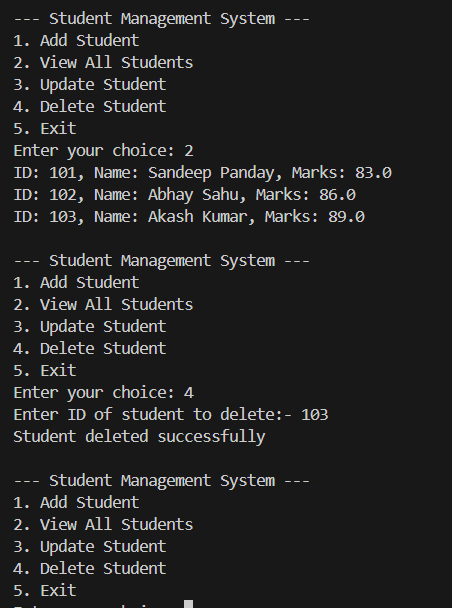 --- Student Management System ---
1. Add Student
2. View All Students
3. Update Student
4. Delete Student
5. Exit
Enter your choice: 2
ID: 101, Name: Sandeep Panday, Marks: 83.0
ID: 102, Name: Abhay Sahu, Marks: 86.0
ID: 103, Name: Akash Kumar, Marks: 89.0
--- Student Management System ---
1. Add Student
2. View All Students
3. Update Student
4. Delete Student
5. Exit
Enter your choice: 4
Enter ID of student to delete:- 103
Student deleted successfully
--- Student Management System ---
1. Add Student
2. View All Students
3. Update Student
4. Delete Student
5. Exit